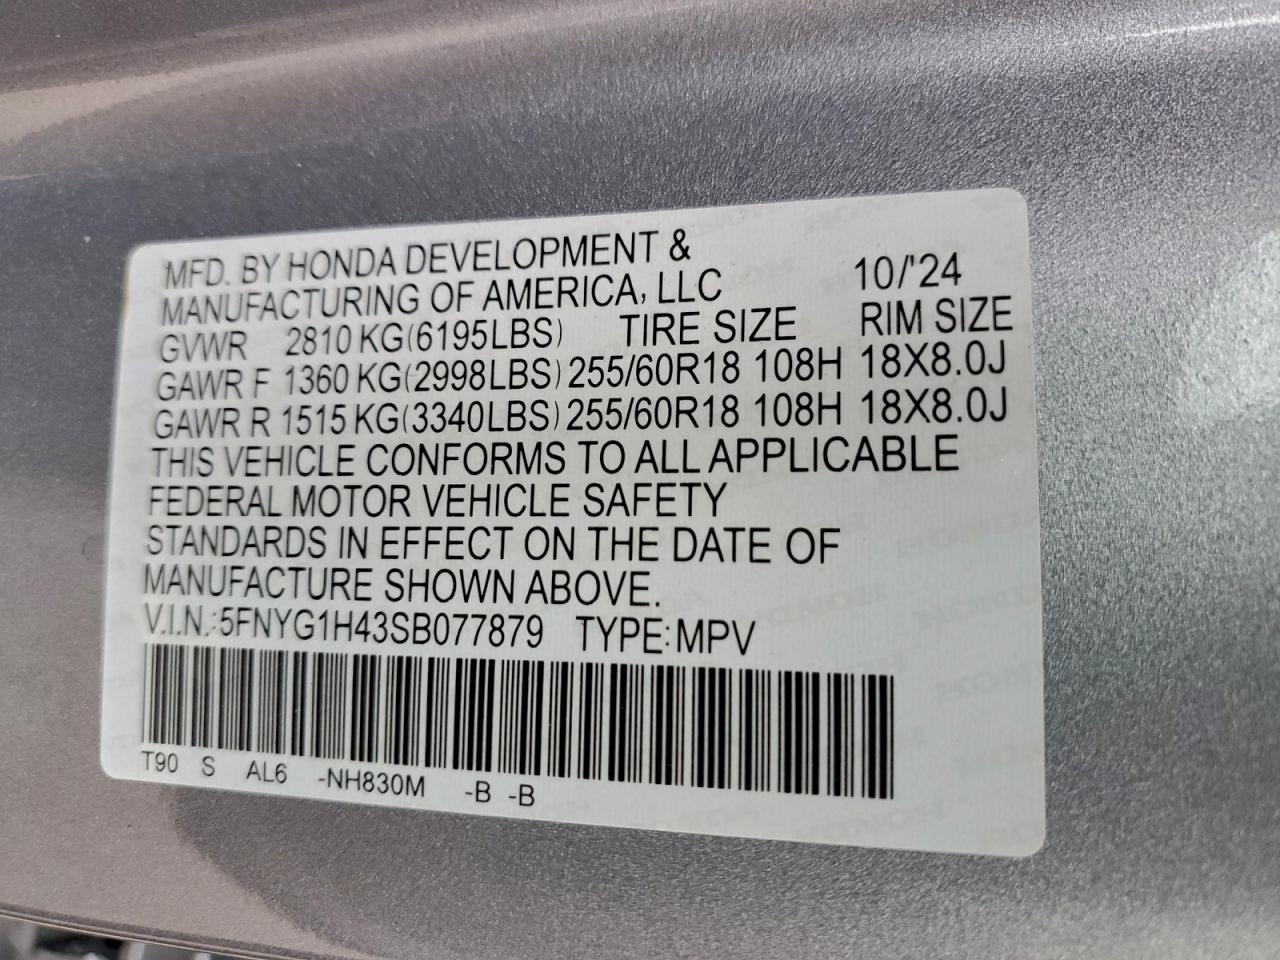 MFD. BY HONDA DEVELOPMENT &
MANUFACTURING OF AMERICA, LLC 10/'24
GVWR 2810 KG(6195LBS) TIRE SIZE RIM SIZE
GAWR F 1360 KG(2998LBS) 255/60R18 108H 18X8.0J
GAWR R 1515 KG(3340LBS) 255/60R18 108H 18X8.0J
THIS VEHICLE CONFORMS TO ALL APPLICABLE
FEDERAL MOTOR VEHICLE SAFETY
STANDARDS IN EFFECT ON THE DATE OF
MANUFACTURE SHOWN ABOVE.
V.I.N.:5FNYG1H43SB077879 TYPE:MPV
T90 S AL6 -NH830M -B -B